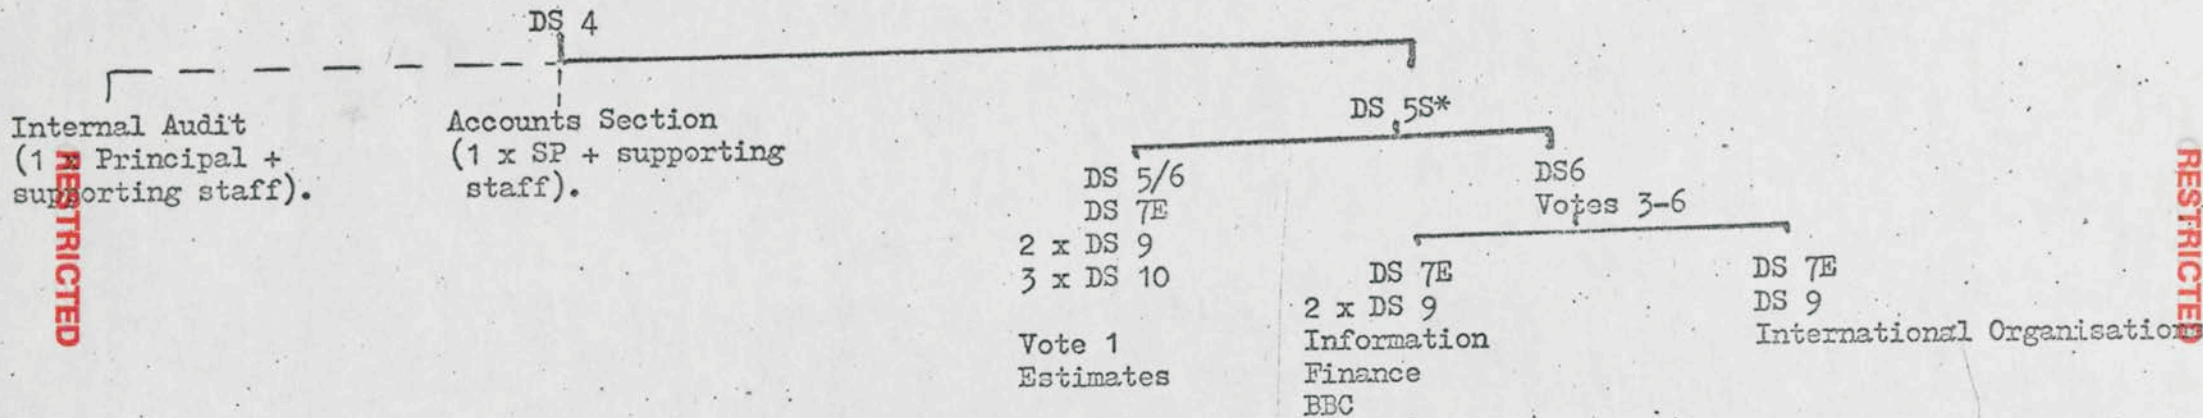 DS 4
Internal Audit
(1 x Principal +
supporting staff).
Accounts Section
(1 x SP + supporting
staff).
DS 5S*
DS 5/6
DS 7E
2 x DS 9
3 x DS 10
Vote 1
Estimates
DS6
Votes 3-6
DS 7E
2 x DS 9
Information
Finance
BBC
DS 7E
DS 9
International Organisations
RESTRICTED
RESTRICTED